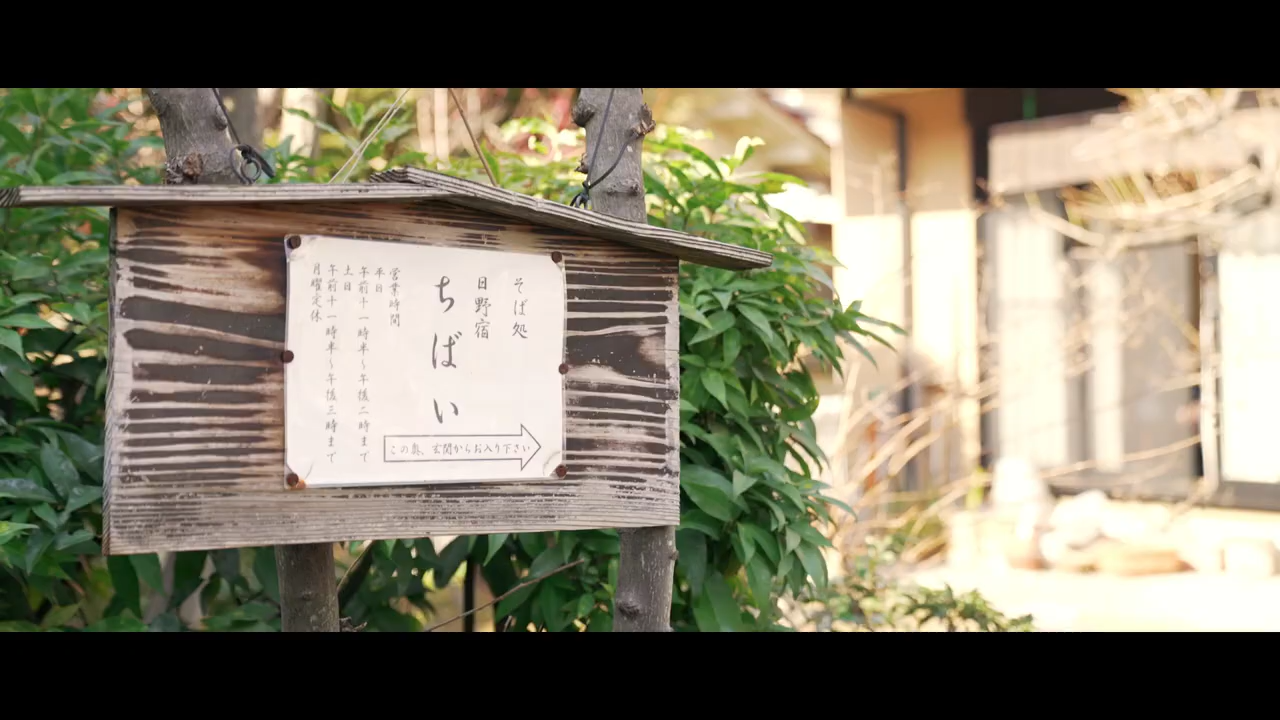 そば処
日野宿
ちばい
営業時間
平日
午前十一時半〜午後二時まで
土日
午前十一時半〜午後三時まで
月曜定休
この奥、玄関からお入り下さい